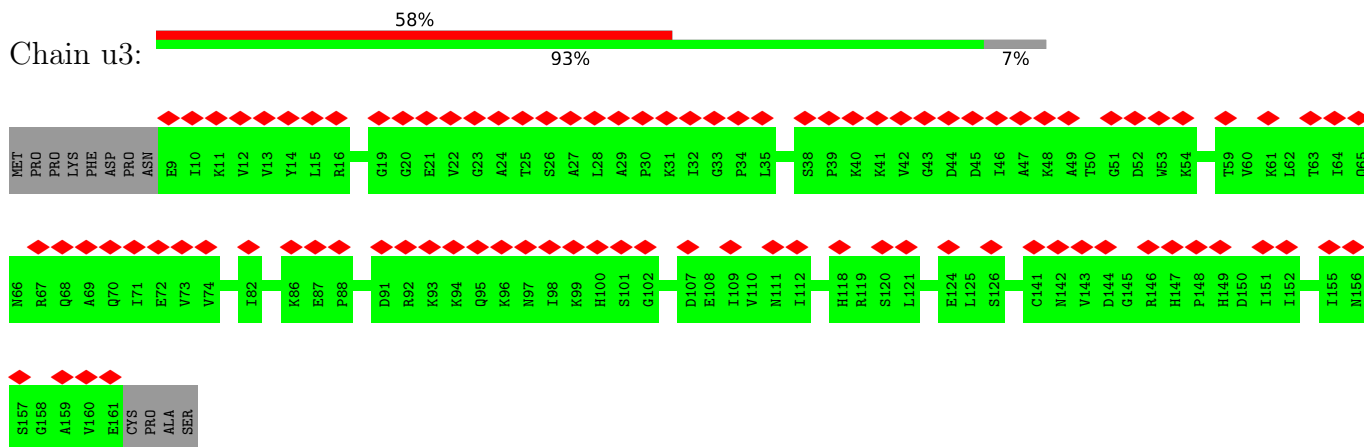 58%
Chain u3:
93% 7%
MET PRO PRO LYS PHE ASP PRO ASN E9 I10 K11 V12 V13 Y14 L15 R16 G19 G20 E21 V22 G23 A24 T25 S26 A27 L28 A29 P30 K31 I32 G33 P34 L35 S38 P39 K40 K41 V42 G43 D44 D45 I46 A47 K48 A49 T50 G51 D52 W53 K54 T59 V60 K61 L62 T63 I64 Q65
N66 R67 Q68 A69 Q70 I71 E72 V73 V74 I82 K86 E87 P88 D91 R92 K93 K94 Q95 K96 N97 I98 K99 H100 S101 G102 D107 E108 I109 V110 N111 I112 H118 R119 S120 L121 E124 L125 S126 C141 N142 V143 D144 G145 R146 H147 P148 H149 D150 I151 I152 I155 N156
S157 G158 A159 V160 E161 CYS PRO ALA SER